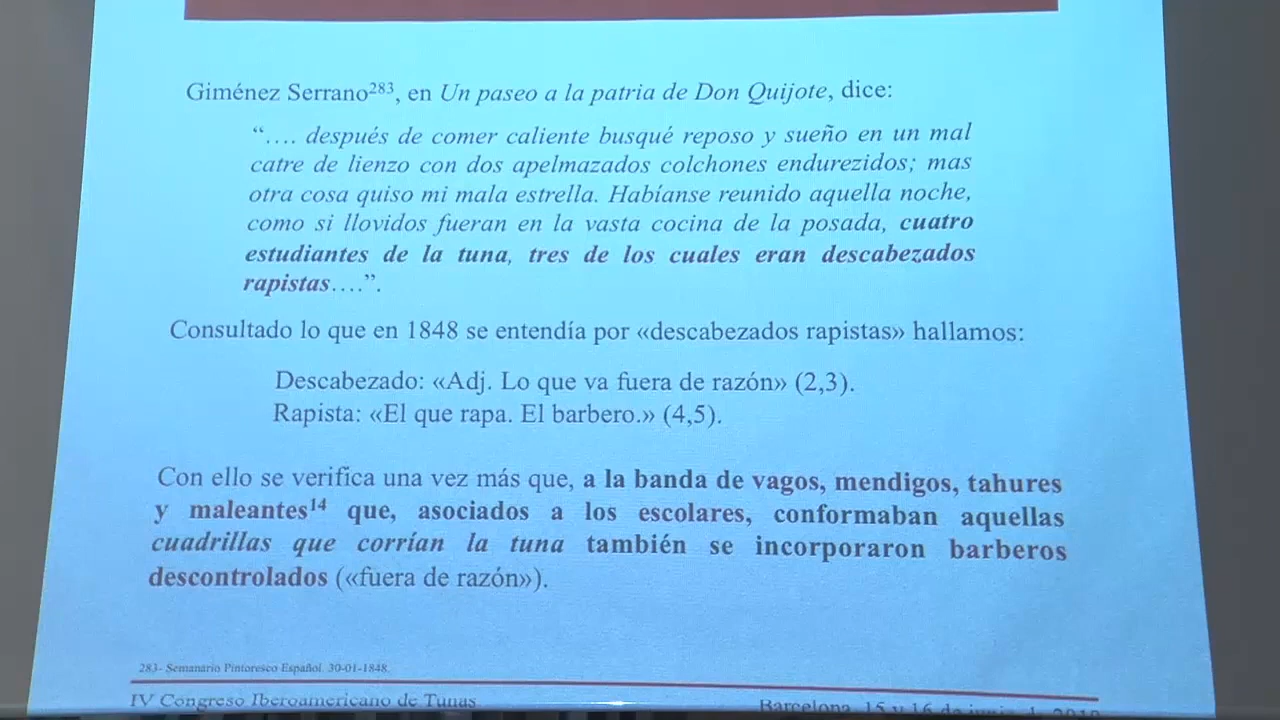 Giménez Serrano²⁸³, en Un paseo a la patria de Don Quijote, dice:
“.... después de comer caliente busqué reposo y sueño en un mal
catre de lienzo con dos apelmazados colchones endurezidos; mas
otra cosa quiso mi mala estrella. Habíanse reunido aquella noche,
como si llovidos fueran en la vasta cocina de la posada, cuatro
estudiantes de la tuna, tres de los cuales eran descabezados
rapistas....”.
Consultado lo que en 1848 se entendía por «descabezados rapistas» hallamos:
Descabezado: «Adj. Lo que va fuera de razón» (2,3).
Rapista: «El que rapa. El barbero.» (4,5).
Con ello se verifica una vez más que, a la banda de vagos, mendigos, tahures
y maleantes¹⁴ que, asociados a los escolares, conformaban aquellas
cuadrillas que corrían la tuna también se incorporaron barberos
descontrolados («fuera de razón»).
283- Semanario Pintoresco Español. 30-01-1848.
IV Congreso Iberoamericano de Tunas
Barcelona, 15 y 16 de junio de